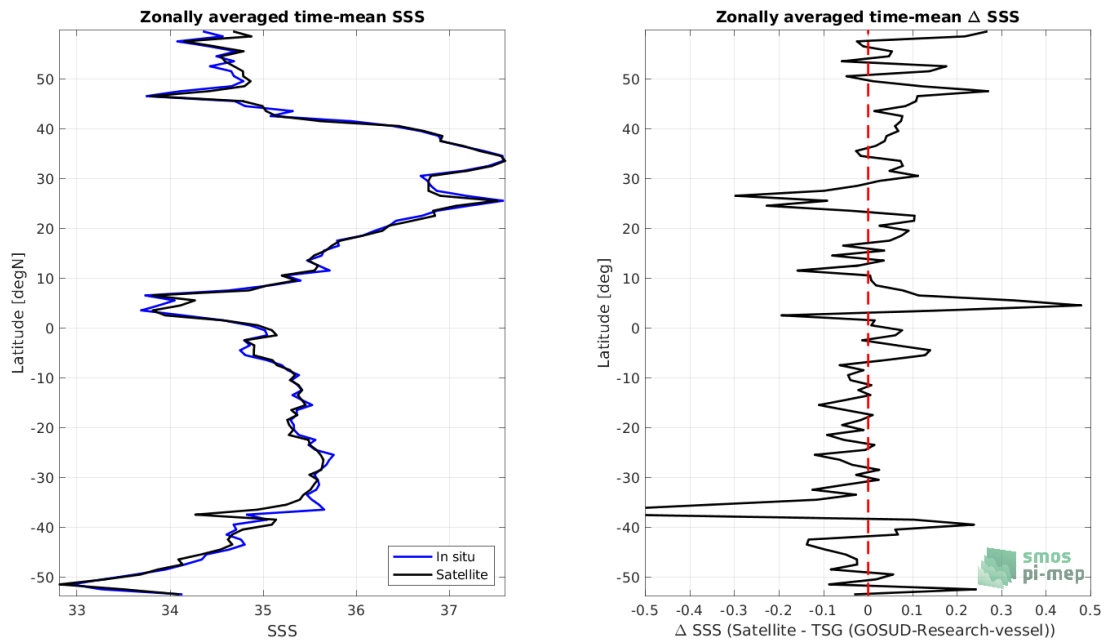 Zonally averaged time-mean SSS
50
40
30
20
10
0
-10
-20
-30
-40
-50
Latitude [degN]
33 34 35 36 37
SSS
In situ
Satellite
Zonally averaged time-mean Δ SSS
50
40
30
20
10
0
-10
-20
-30
-40
-50
Latitude [deg]
-0.5 -0.4 -0.3 -0.2 -0.1 0 0.1 0.2 0.3 0.4 0.5
Δ SSS (Satellite - TSG (GOSUD-Research-vessel))
smos
pi-mep